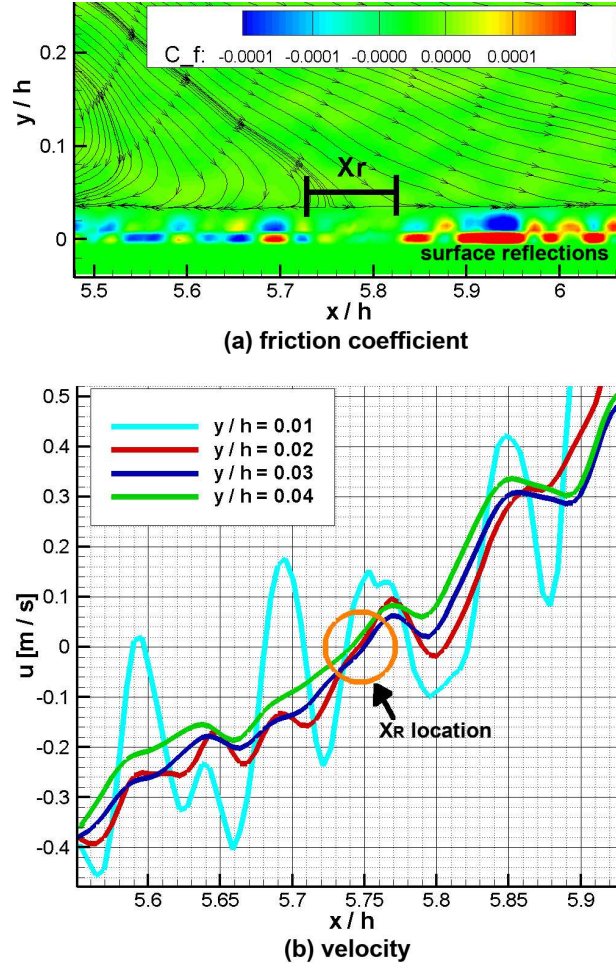 C_f: -0.0001 -0.0000 0.0000 0.0001
0.2
0.1
0
y / h
Xr
surface reflections
5.5 5.6 5.7 5.8 5.9 6
x / h
(a) friction coefficient
0.5
0.4
0.3
0.2
0.1
0
-0.1
-0.2
-0.3
-0.4
u [m / s]
y / h = 0.01
y / h = 0.02
y / h = 0.03
y / h = 0.04
XR location
5.6 5.65 5.7 5.75 5.8 5.85 5.9
x / h
(b) velocity